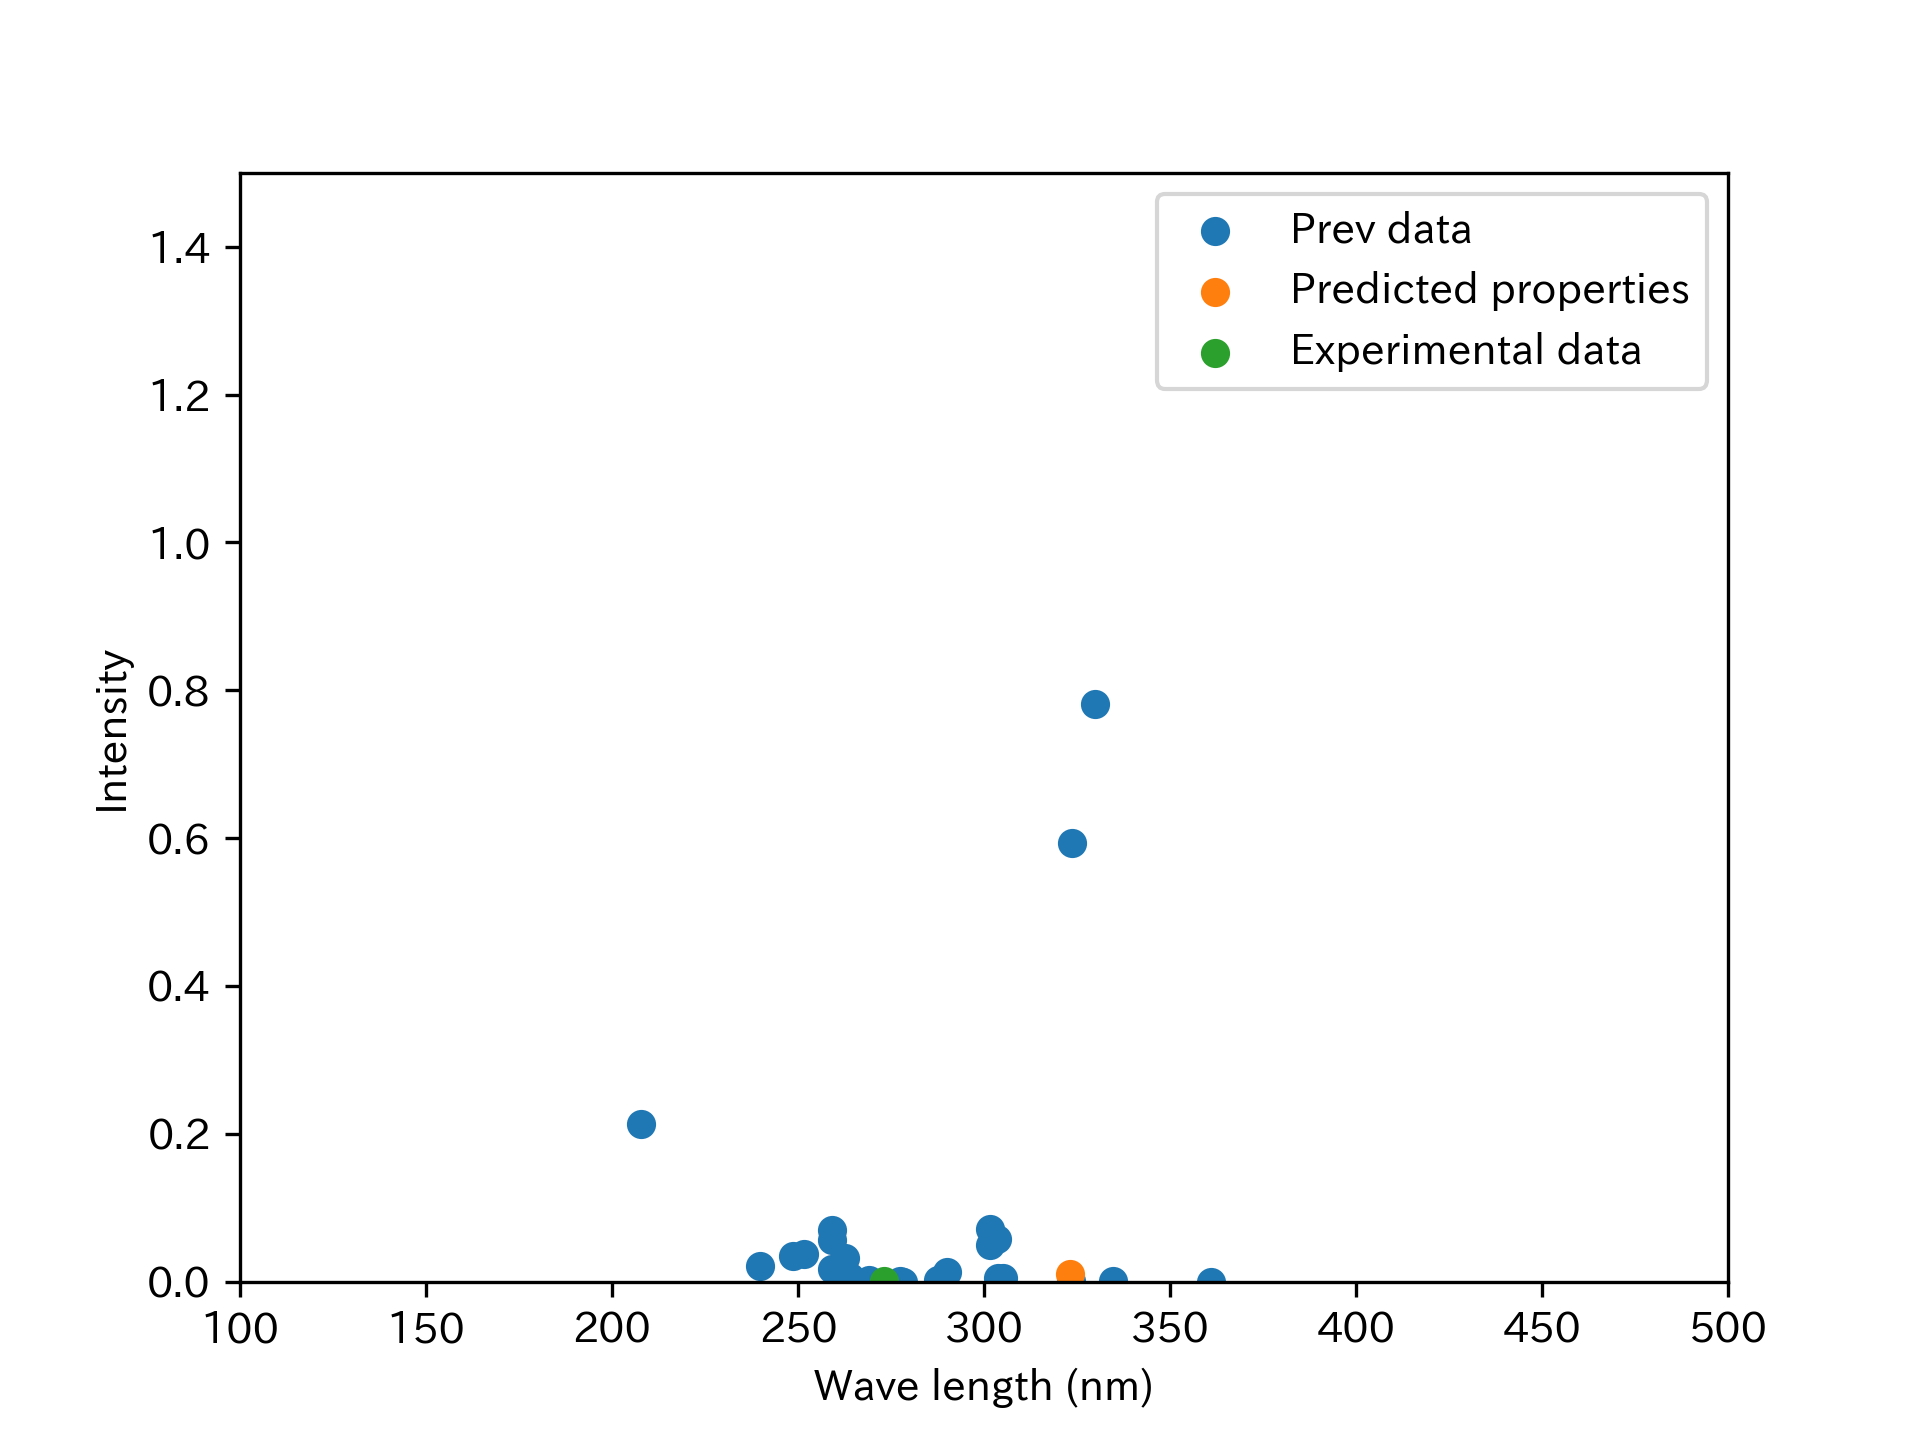 Prev data
Predicted properties
Experimental data
1.4
1.2
1.0
0.8
0.6
0.4
0.2
0.0
Intensity
100 150 200 250 300 350 400 450 500
Wave length (nm)